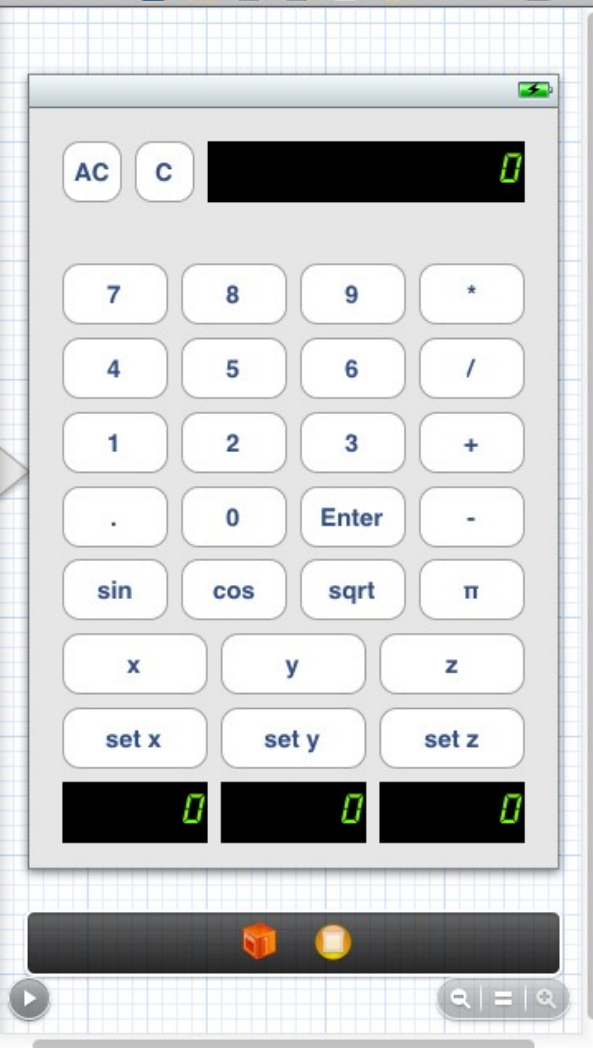 AC C 0
7 8 9 *
4 5 6 /
1 2 3 +
. 0 Enter -
sin cos sqrt π
x y z
set x set y set z
0 0 0